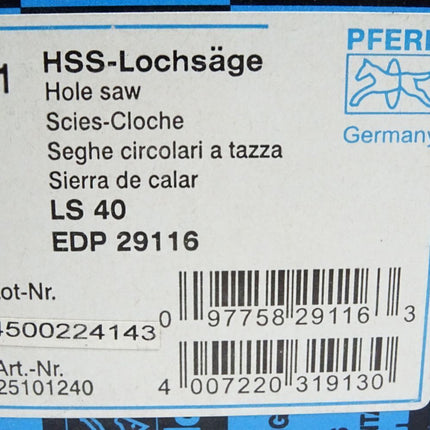 1
HSS-Lochsäge
Hole saw
Scies-Cloche
Seghe circolari a tazza
Sierra de calar
LS 40
EDP 29116
PFER
Germany
ot-Nr.
4500224143
0 97758 29116 3
Art.-Nr.
25101240
4 007220 319130